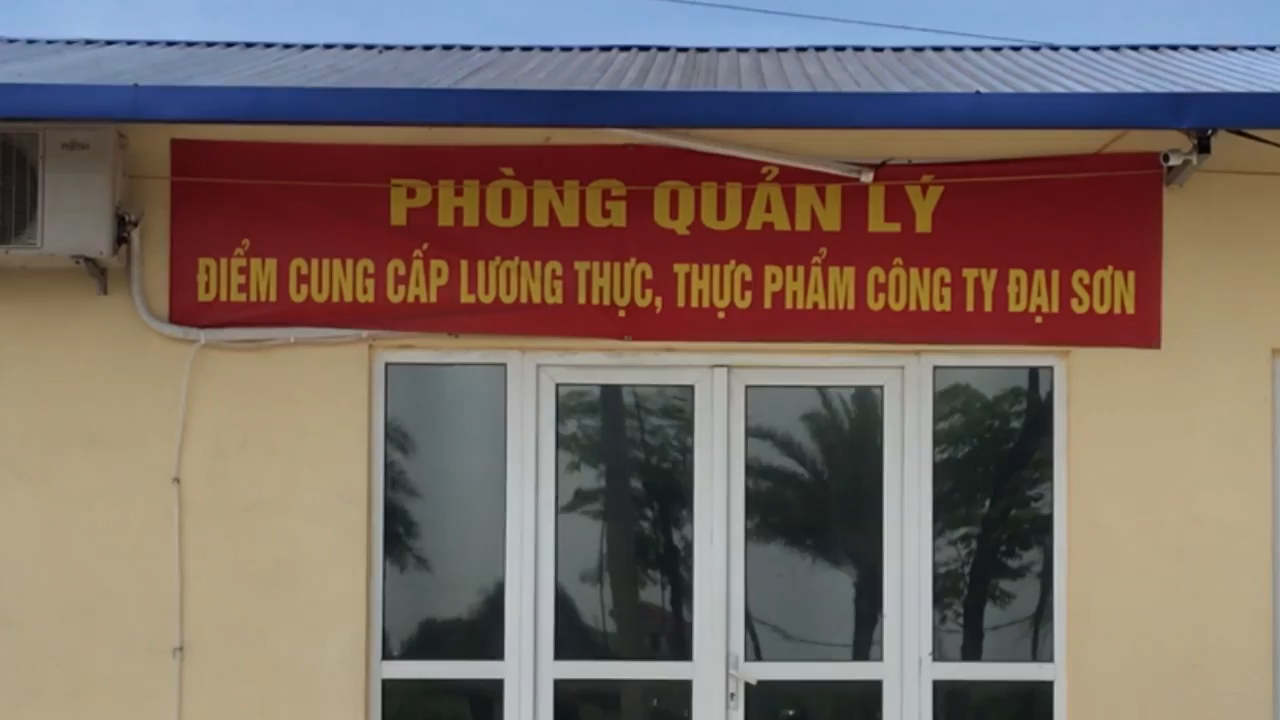 PHÒNG QUẢN LÝ
ĐIỂM CUNG CẤP LƯƠNG THỰC, THỰC PHẨM CÔNG TY ĐẠI SƠN